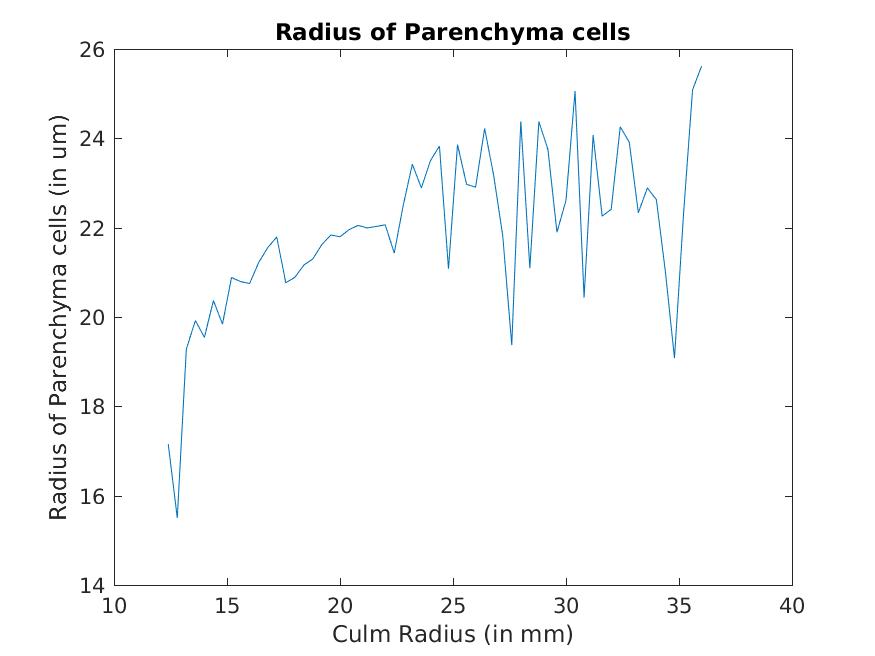 Radius of Parenchyma cells
26
24
22
20
18
16
14
Radius of Parenchyma cells (in um)
10 15 20 25 30 35 40
Culm Radius (in mm)